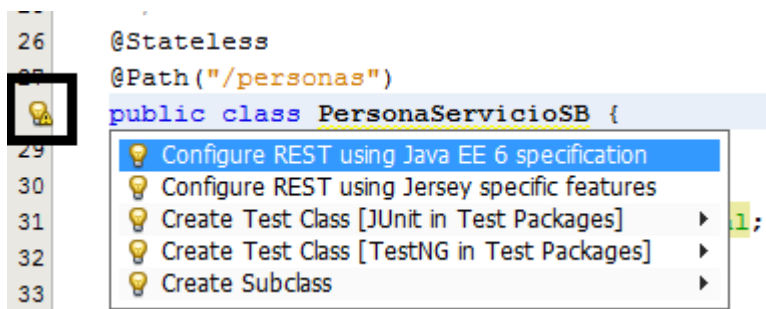 26 @Stateless
27 @Path("/personas")
public class PersonaServicioSB {
29 Configure REST using Java EE 6 specification
30 Configure REST using Jersey specific features
31 Create Test Class [JUnit in Test Packages] l;
32 Create Test Class [TestNG in Test Packages]
33 Create Subclass